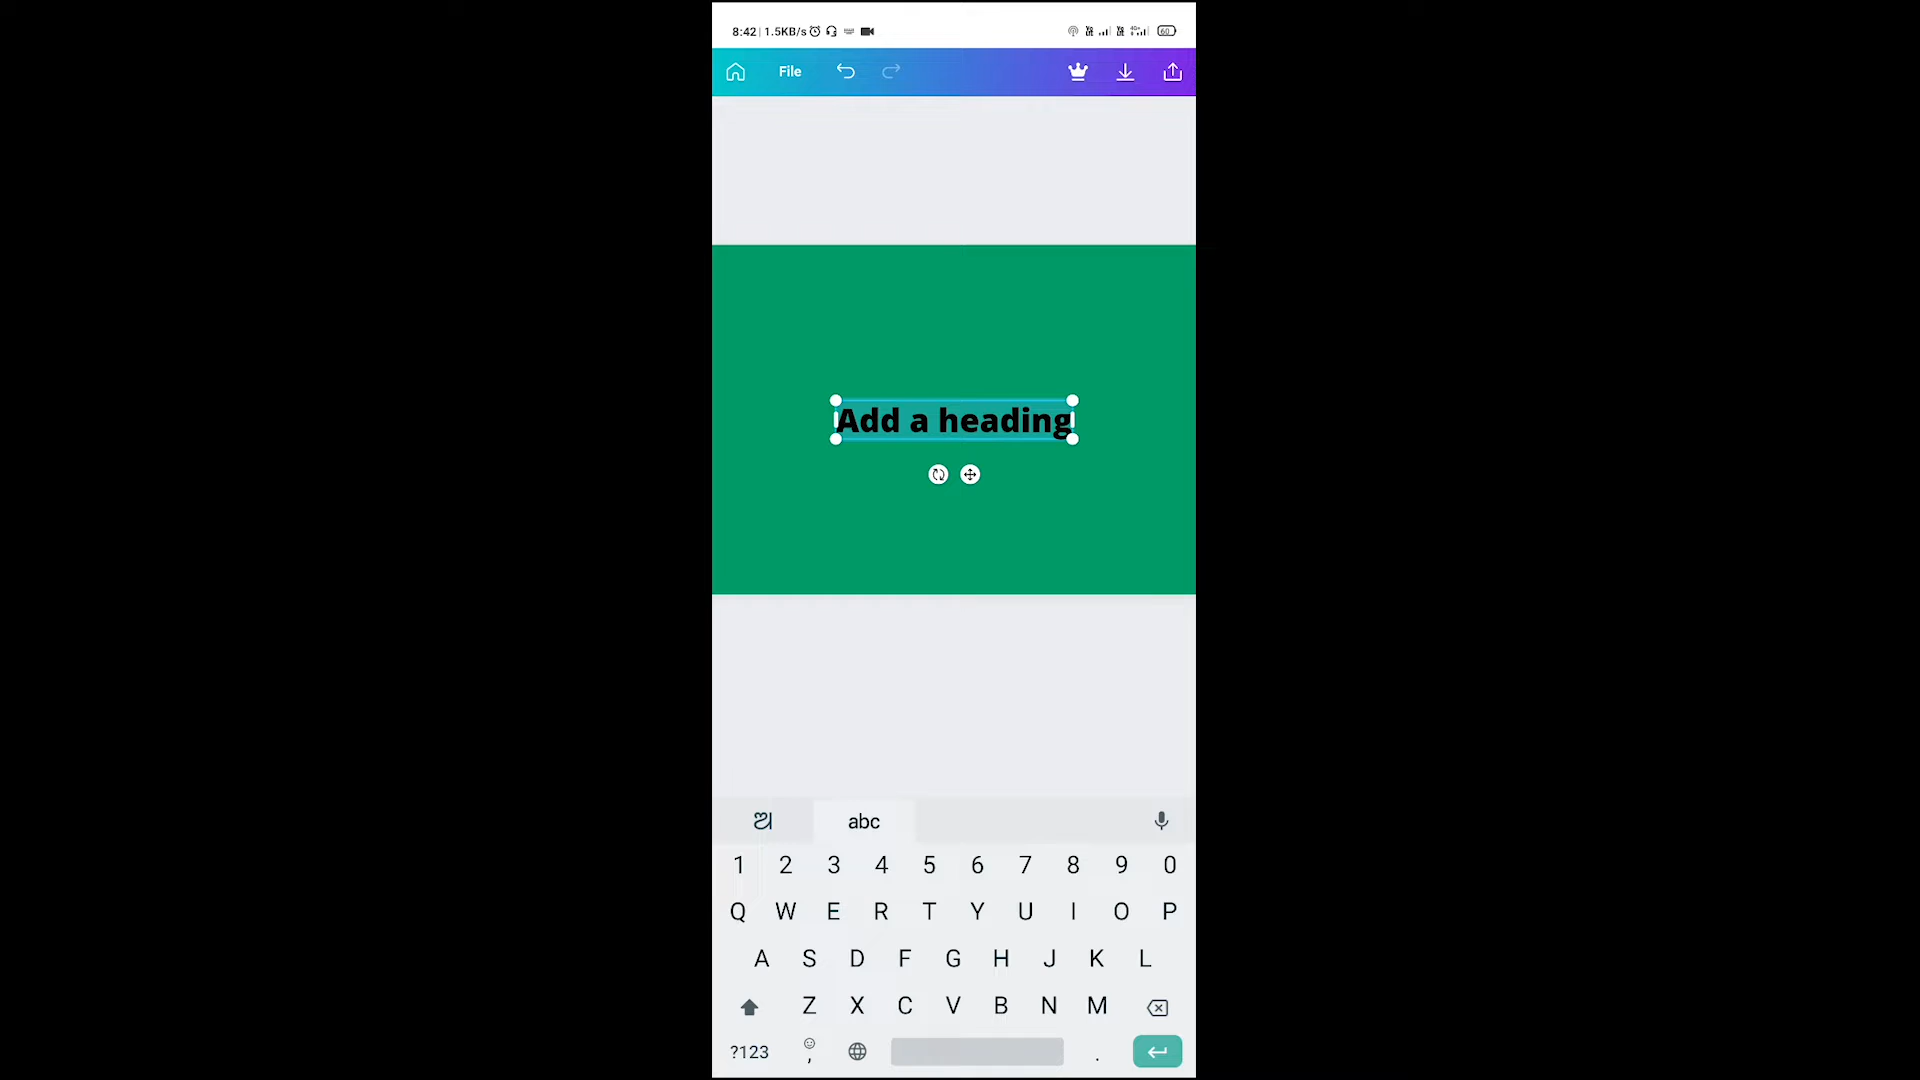 8:42 | 1.5KB/s 60
File
Add a heading
ଅ abc
1 2 3 4 5 6 7 8 9 0
Q W E R T Y U I O P
A S D F G H J K L
Z X C V B N M
?123 , .